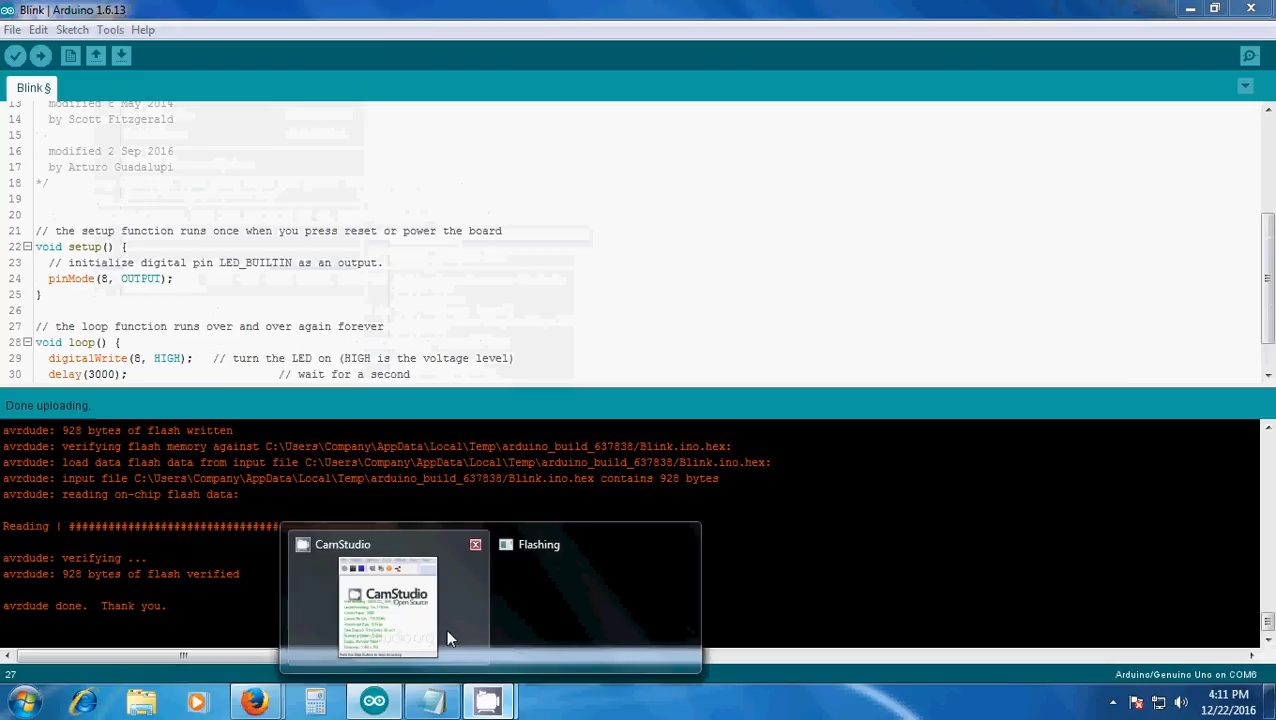 Blink | Arduino 1.6.13
File Edit Sketch Tools Help
Blink §
13 modified 8 May 2014
14 by Scott Fitzgerald
15
16 modified 2 Sep 2016
17 by Arturo Guadalupi
18 */
19
20
21 // the setup function runs once when you press reset or power the board
22 void setup() {
23 // initialize digital pin LED_BUILTIN as an output.
24 pinMode(8, OUTPUT);
25 }
26
27 // the loop function runs over and over again forever
28 void loop() {
29 digitalWrite(8, HIGH); // turn the LED on (HIGH is the voltage level)
30 delay(3000); // wait for a second
Done uploading.
avrdude: 928 bytes of flash written
avrdude: verifying flash memory against C:\Users\Company\AppData\Local\Temp\arduino_build_637838/Blink.ino.hex:
avrdude: load data flash data from input file C:\Users\Company\AppData\Local\Temp\arduino_build_637838/Blink.ino.hex:
avrdude: input file C:\Users\Company\AppData\Local\Temp\arduino_build_637838/Blink.ino.hex contains 928 bytes
avrdude: reading on-chip flash data:
Reading | ################################
avrdude: verifying ...
avrdude: 928 bytes of flash verified
avrdude done. Thank you.
CamStudio
Flashing
CamStudio
Open Source
27
Arduino/Genuino Uno on COM6
4:11 PM
12/22/2016